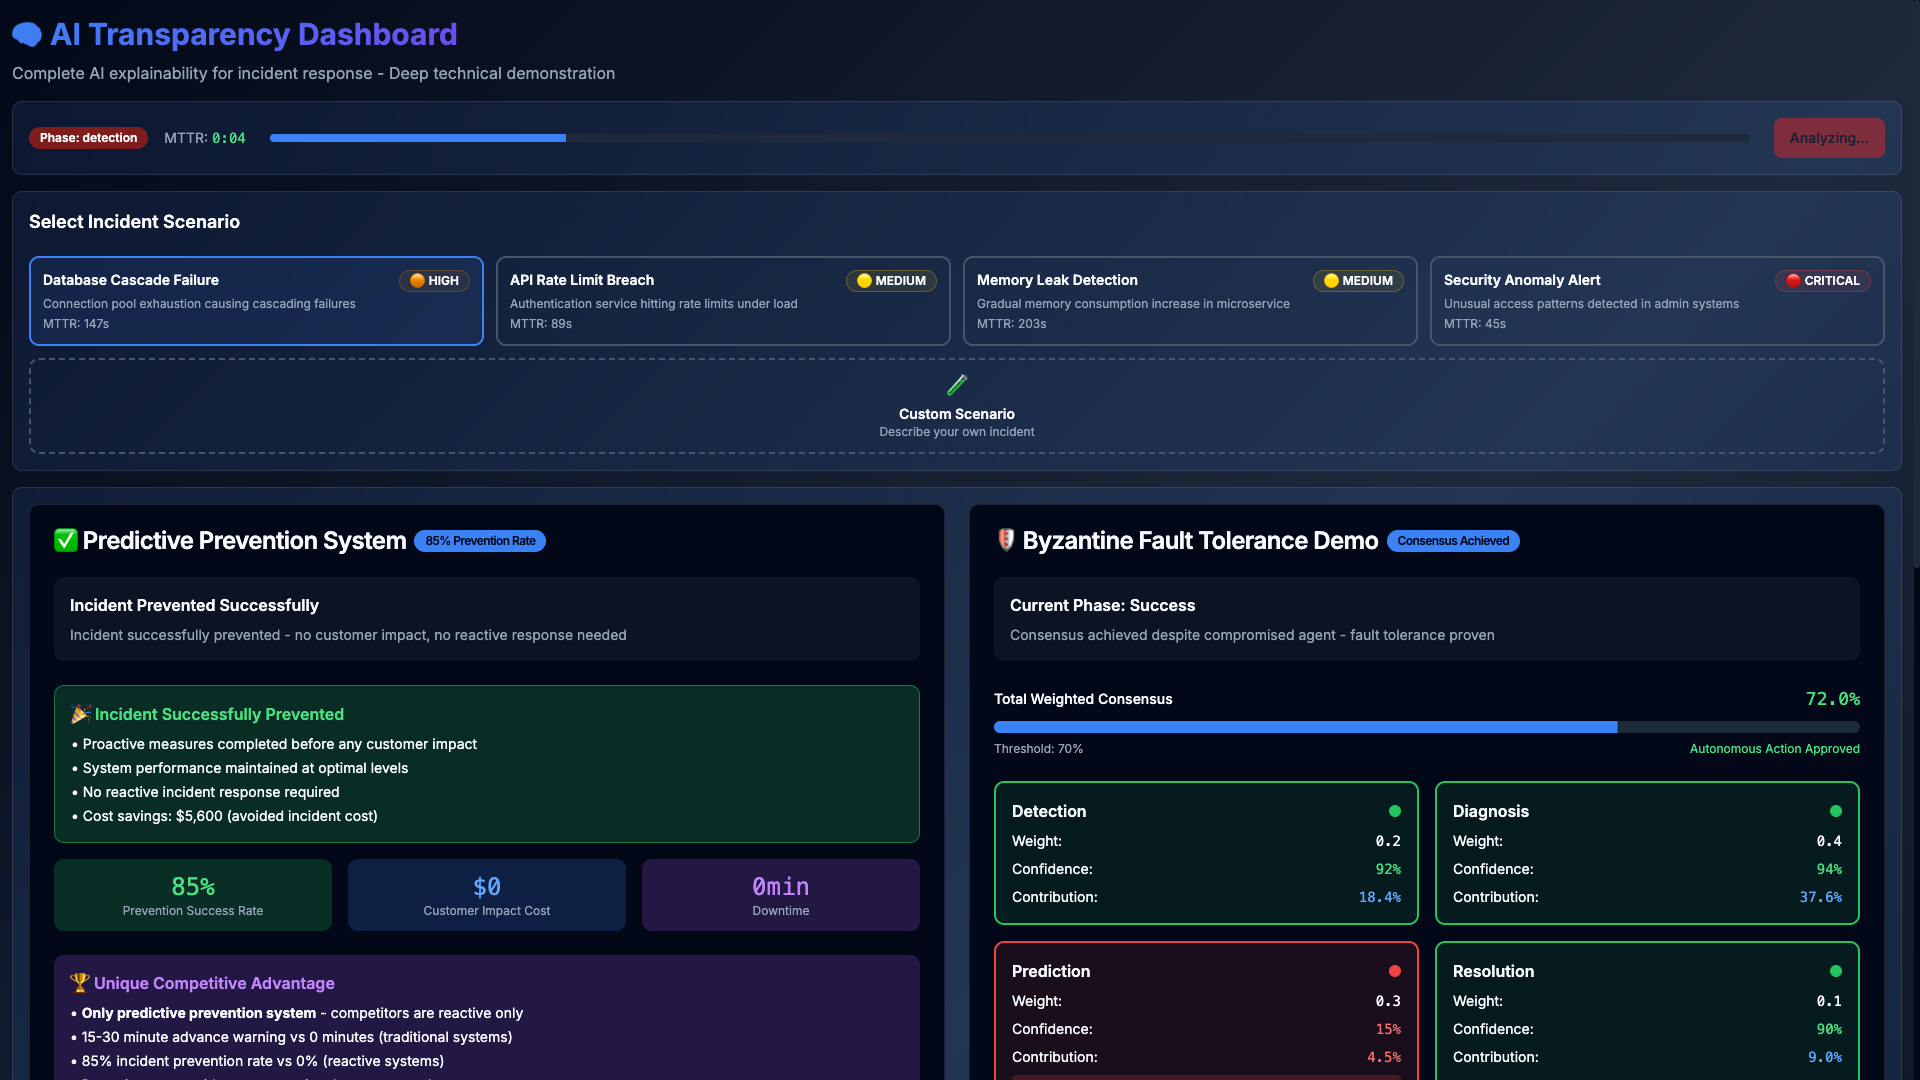 AI Transparency Dashboard
Complete AI explainability for incident response - Deep technical demonstration
Phase: detection
MTTR: 0:04
Analyzing...
Select Incident Scenario
Database Cascade Failure
HIGH
Connection pool exhaustion causing cascading failures
MTTR: 147s
API Rate Limit Breach
MEDIUM
Authentication service hitting rate limits under load
MTTR: 89s
Memory Leak Detection
MEDIUM
Gradual memory consumption increase in microservice
MTTR: 203s
Security Anomaly Alert
CRITICAL
Unusual access patterns detected in admin systems
MTTR: 45s
Custom Scenario
Describe your own incident
Predictive Prevention System
85% Prevention Rate
Incident Prevented Successfully
Incident successfully prevented - no customer impact, no reactive response needed
Incident Successfully Prevented
• Proactive measures completed before any customer impact
• System performance maintained at optimal levels
• No reactive incident response required
• Cost savings: $5,600 (avoided incident cost)
85%
Prevention Success Rate
$0
Customer Impact Cost
0min
Downtime
Unique Competitive Advantage
• Only predictive prevention system - competitors are reactive only
• 15-30 minute advance warning vs 0 minutes (traditional systems)
• 85% incident prevention rate vs 0% (reactive systems)
Byzantine Fault Tolerance Demo
Consensus Achieved
Current Phase: Success
Consensus achieved despite compromised agent - fault tolerance proven
Total Weighted Consensus
72.0%
Threshold: 70%
Autonomous Action Approved
Detection
Weight: 0.2
Confidence: 92%
Contribution: 18.4%
Diagnosis
Weight: 0.4
Confidence: 94%
Contribution: 37.6%
Prediction
Weight: 0.3
Confidence: 15%
Contribution: 4.5%
Resolution
Weight: 0.1
Confidence: 90%
Contribution: 9.0%